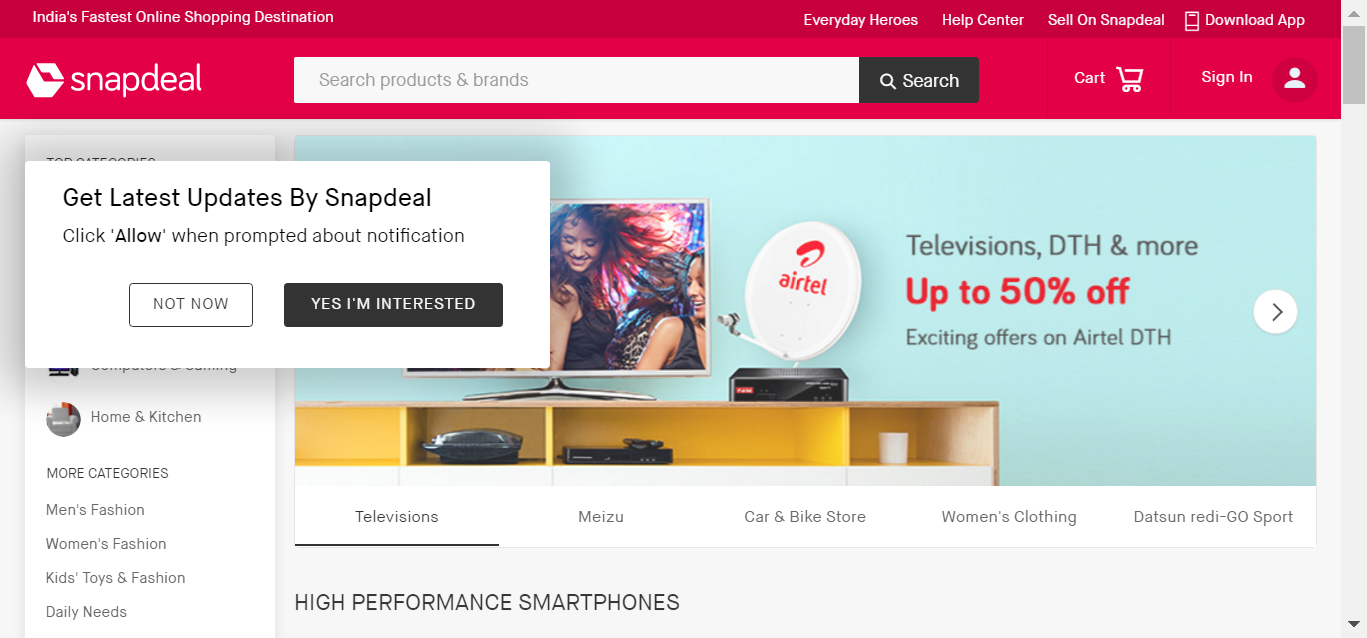 India's Fastest Online Shopping Destination
Everyday Heroes
Help Center
Sell On Snapdeal
Download App
snapdeal
Search products & brands
Search
Cart
Sign In
TOP CATEGORIES
Get Latest Updates By Snapdeal
Click 'Allow' when prompted about notification
NOT NOW
YES I'M INTERESTED
Computers & Gaming
Home & Kitchen
MORE CATEGORIES
Men's Fashion
Women's Fashion
Kids' Toys & Fashion
Daily Needs
airtel
Televisions, DTH & more
Up to 50% off
Exciting offers on Airtel DTH
Televisions
Meizu
Car & Bike Store
Women's Clothing
Datsun redi-GO Sport
HIGH PERFORMANCE SMARTPHONES